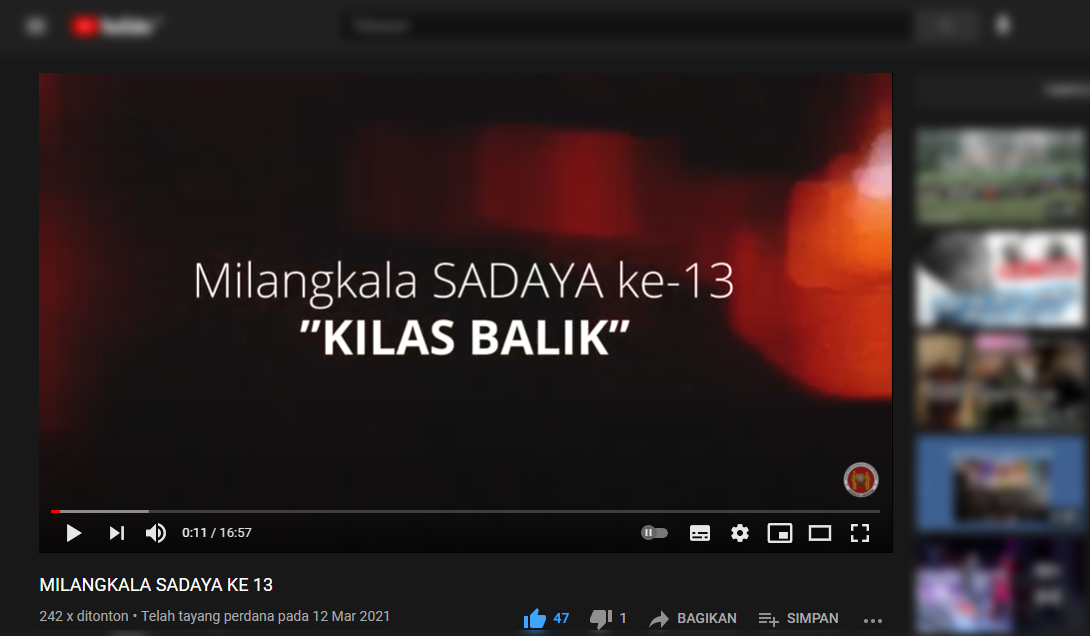 Milangkala SADAYA ke-13
”KILAS BALIK”
0:11 / 16:57
MILANGKALA SADAYA KE 13
242 x ditonton • Telah tayang perdana pada 12 Mar 2021
47
1
BAGIKAN
SIMPAN